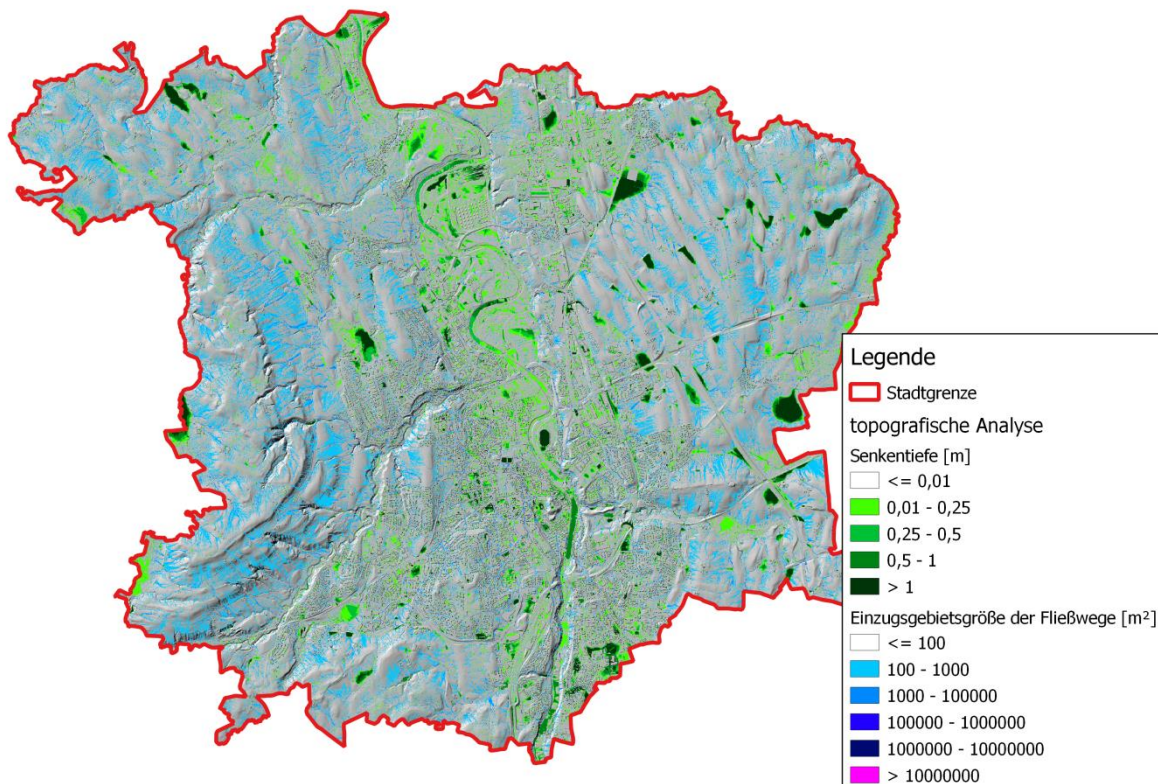 Legende
Stadtgrenze
topografische Analyse
Senkentiefe [m]
<= 0,01
0,01 - 0,25
0,25 - 0,5
0,5 - 1
> 1
Einzugsgebietsgröße der Fließwege [m²]
<= 100
100 - 1000
1000 - 100000
100000 - 1000000
1000000 - 10000000
> 10000000